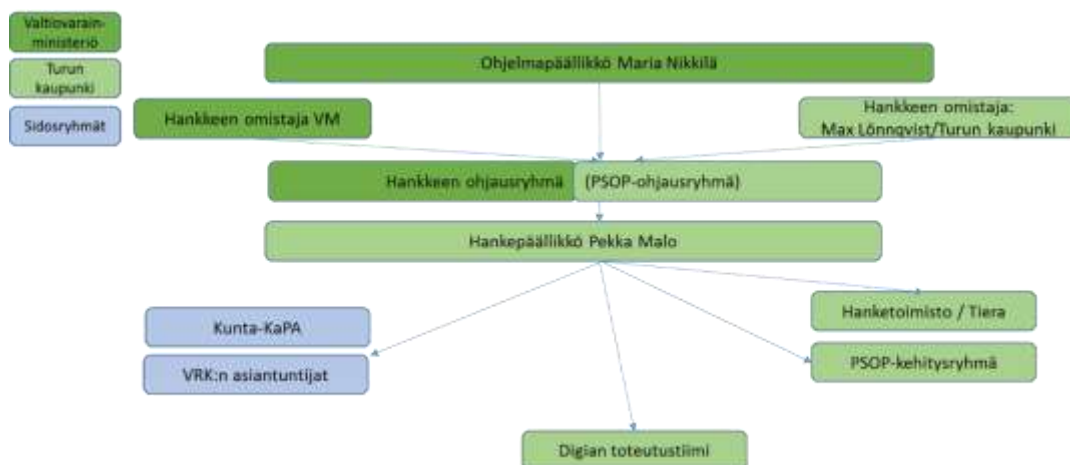 Valtiovarain-
ministeriö
Turun
kaupunki
Sidosryhmät
Ohjelmapäällikkö Maria Nikkilä
Hankkeen omistaja VM
Hankkeen omistaja:
Max Lönnqvist/Turun kaupunki
Hankkeen ohjausryhmä (PSOP-ohjausryhmä)
Hankepäällikkö Pekka Malo
Kunta-KaPA
VRK:n asiantuntijat
Hanketoimisto / Tiera
PSOP-kehitysryhmä
Digian toteutustiimi